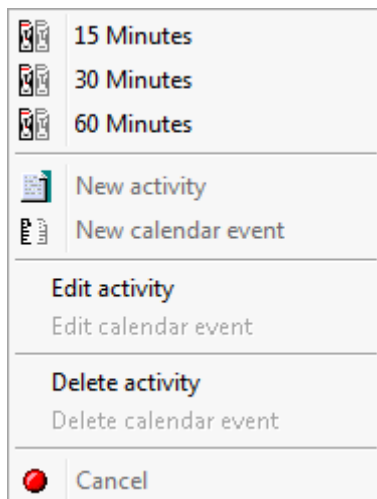 15 Minutes
30 Minutes
60 Minutes
New activity
New calendar event
Edit activity
Edit calendar event
Delete activity
Delete calendar event
Cancel